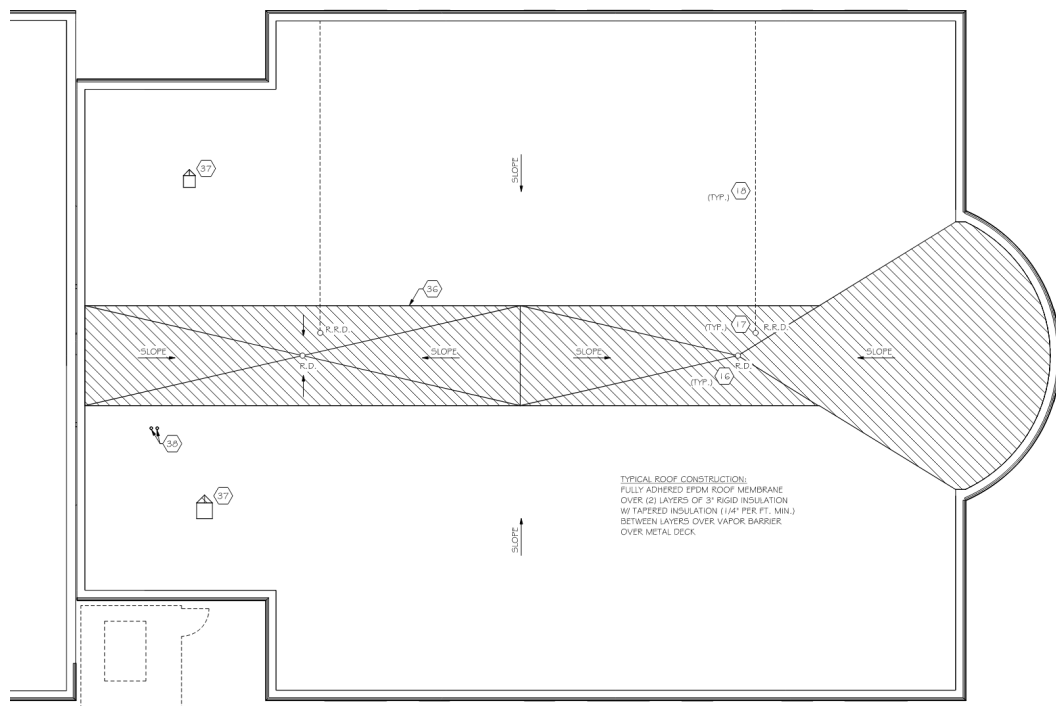 37
SLOPE
(TYP.) 18
36
R.R.D.
(TYP.) 17
R.R.D.
SLOPE
SLOPE
SLOPE
SLOPE
R.D.
R.D.
(TYP.) 16
38
37
TYPICAL ROOF CONSTRUCTION:
FULLY ADHERED EPDM ROOF MEMBRANE
OVER (2) LAYERS OF 3" RIGID INSULATION
W/ TAPERED INSULATION (1/4" PER FT. MIN.)
BETWEEN LAYERS OVER VAPOR BARRIER
OVER METAL DECK
SLOPE